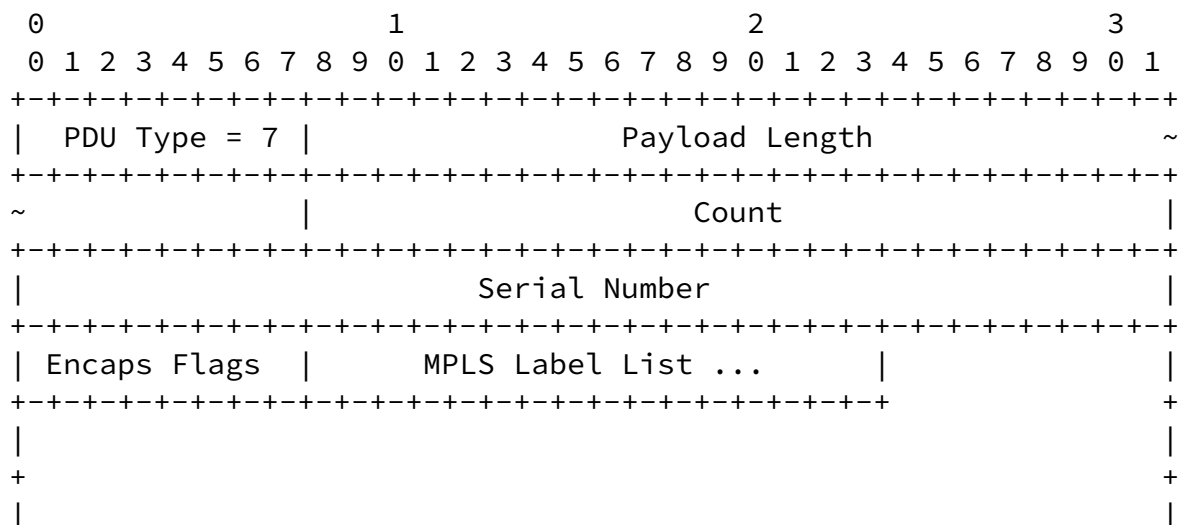 0                   1                   2                   3
 0 1 2 3 4 5 6 7 8 9 0 1 2 3 4 5 6 7 8 9 0 1 2 3 4 5 6 7 8 9 0 1
+-+-+-+-+-+-+-+-+-+-+-+-+-+-+-+-+-+-+-+-+-+-+-+-+-+-+-+-+-+-+-+-+
|  PDU Type = 7 |                 Payload Length                ~
+-+-+-+-+-+-+-+-+-+-+-+-+-+-+-+-+-+-+-+-+-+-+-+-+-+-+-+-+-+-+-+-+
~               |                     Count                     |
+-+-+-+-+-+-+-+-+-+-+-+-+-+-+-+-+-+-+-+-+-+-+-+-+-+-+-+-+-+-+-+-+
|                         Serial Number                         |
+-+-+-+-+-+-+-+-+-+-+-+-+-+-+-+-+-+-+-+-+-+-+-+-+-+-+-+-+-+-+-+-+
| Encaps Flags  |      MPLS Label List ...      |               |
+-+-+-+-+-+-+-+-+-+-+-+-+-+-+-+-+-+-+-+-+-+-+-+-+               +
|                                                               |
+                                                               +
|                                                               |